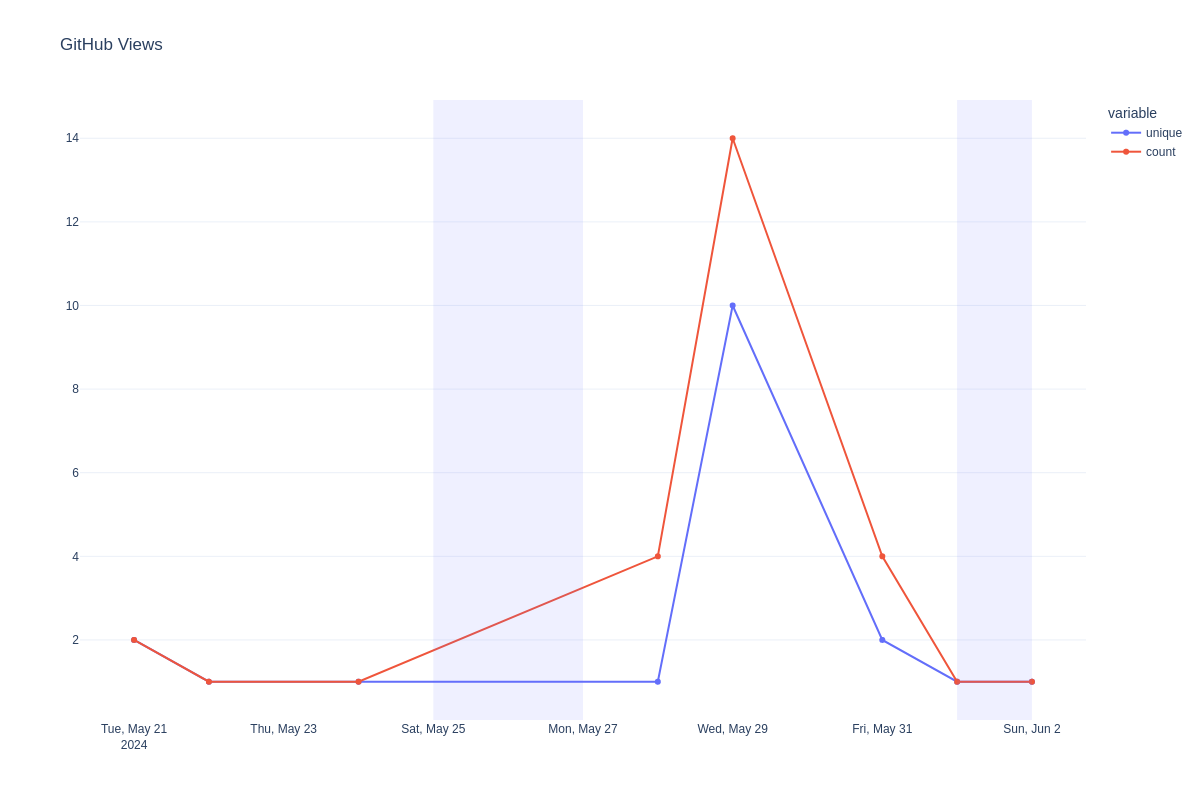 GitHub Views
variable
unique
count
14
12
10
8
6
4
2
Tue, May 21
2024
Thu, May 23
Sat, May 25
Mon, May 27
Wed, May 29
Fri, May 31
Sun, Jun 2